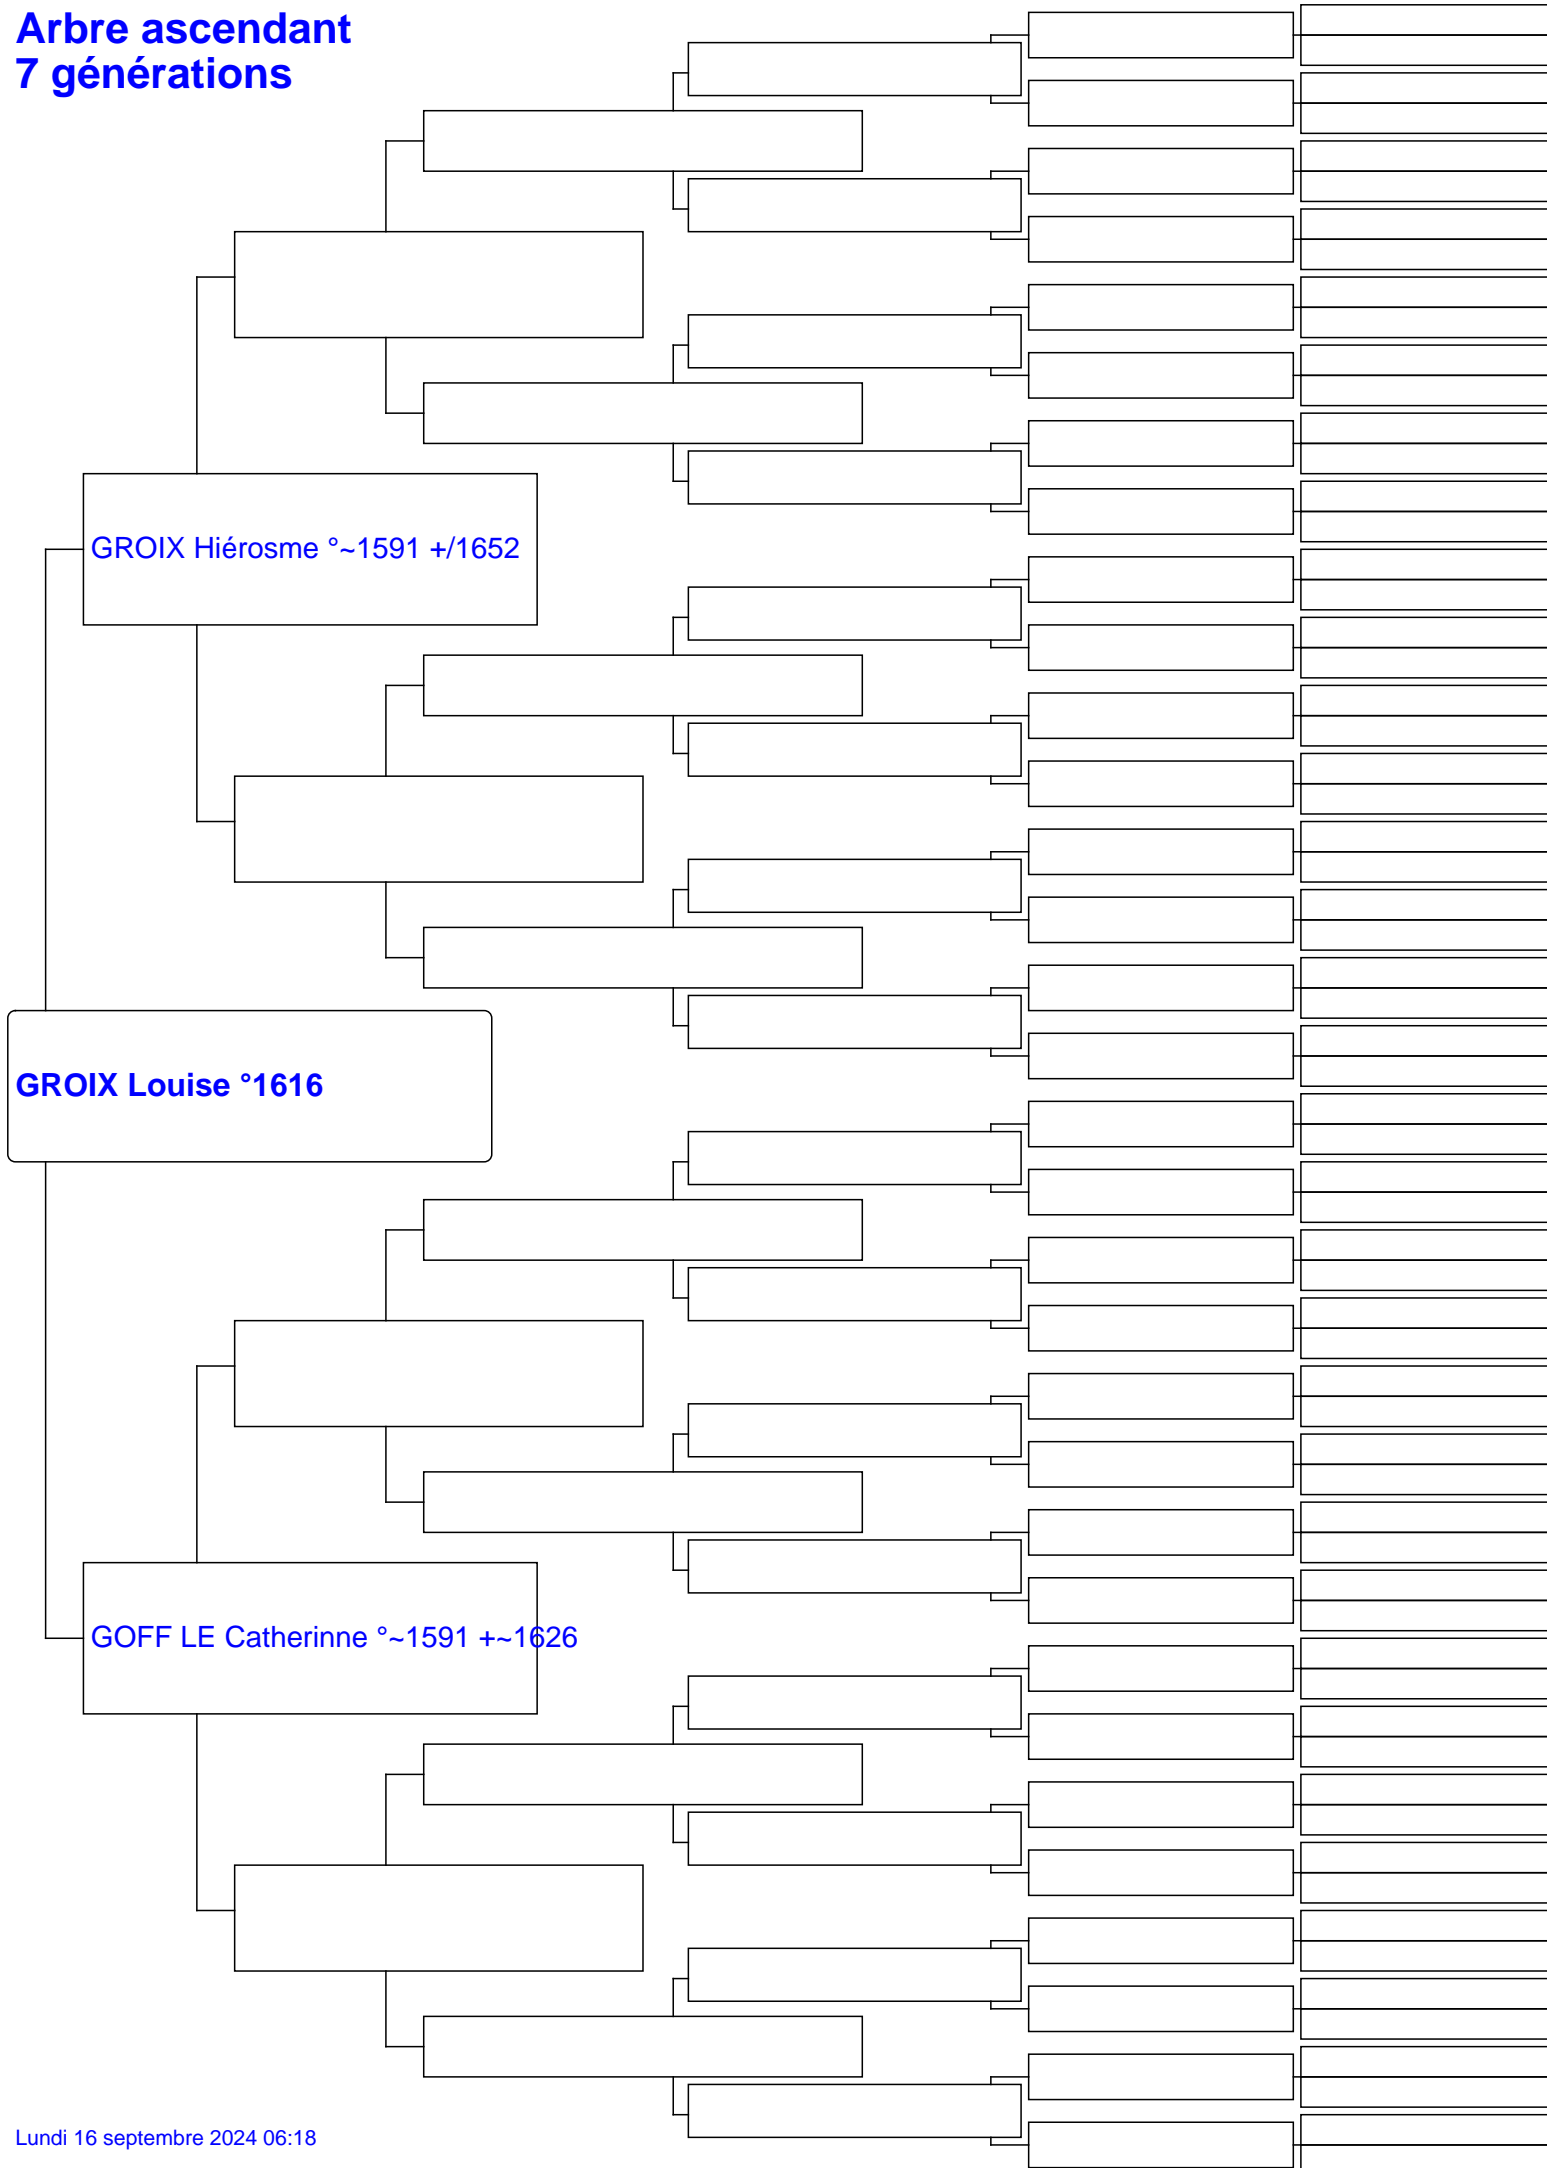 Arbre ascendant
7 générations
GROIX Hiérosme °~1591 +/1652
GROIX Louise °1616
GOFF LE Catherinne °~1591 +~1626
Lundi 16 septembre 2024 06:18